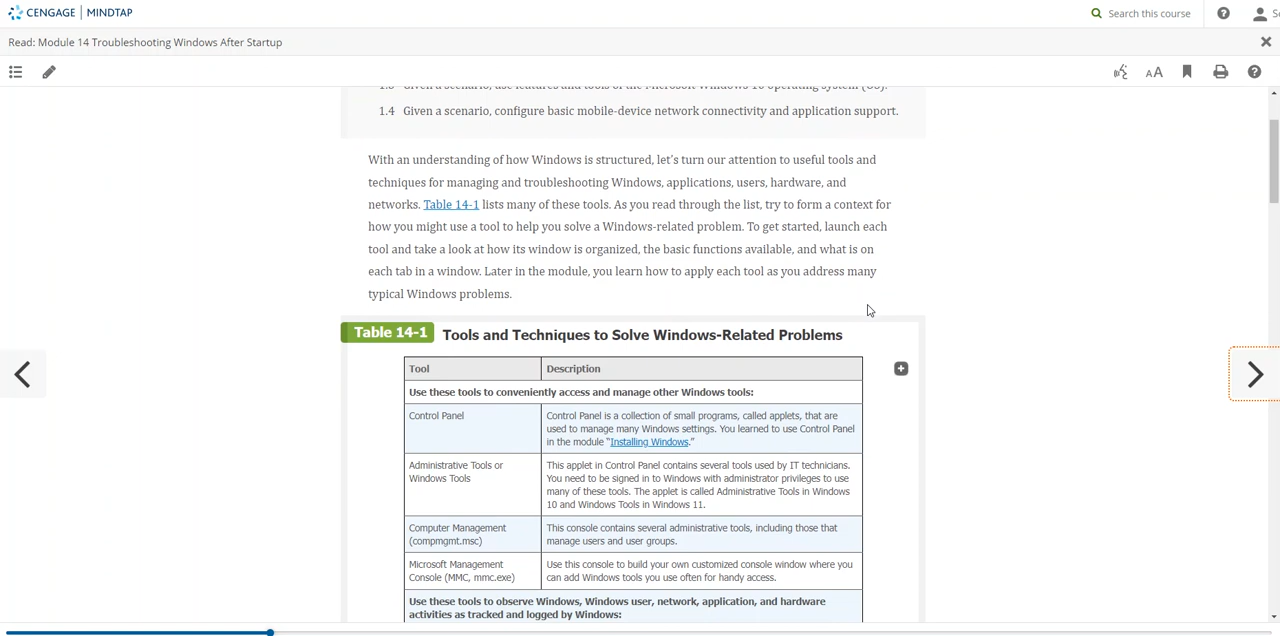 CENGAGE | MINDTAP
Search this course
Read: Module 14 Troubleshooting Windows After Startup
AA
1.4 Given a scenario, configure basic mobile-device network connectivity and application support.
With an understanding of how Windows is structured, let's turn our attention to useful tools and
techniques for managing and troubleshooting Windows, applications, users, hardware, and
networks. Table 14-1 lists many of these tools. As you read through the list, try to form a context for
how you might use a tool to help you solve a Windows-related problem. To get started, launch each
tool and take a look at how its window is organized, the basic functions available, and what is on
each tab in a window. Later in the module, you learn how to apply each tool as you address many
typical Windows problems.
Table 14-1 Tools and Techniques to Solve Windows-Related Problems
Tool Description
Use these tools to conveniently access and manage other Windows tools:
Control Panel
Control Panel is a collection of small programs, called applets, that are
used to manage many Windows settings. You learned to use Control Panel
in the module “Installing Windows.”
Administrative Tools or
Windows Tools
This applet in Control Panel contains several tools used by IT technicians.
You need to be signed in to Windows with administrator privileges to use
many of these tools. The applet is called Administrative Tools in Windows
10 and Windows Tools in Windows 11.
Computer Management
(compmgmt.msc)
This console contains several administrative tools, including those that
manage users and user groups.
Microsoft Management
Console (MMC, mmc.exe)
Use this console to build your own customized console window where you
can add Windows tools you use often for handy access.
Use these tools to observe Windows, Windows user, network, application, and hardware
activities as tracked and logged by Windows: